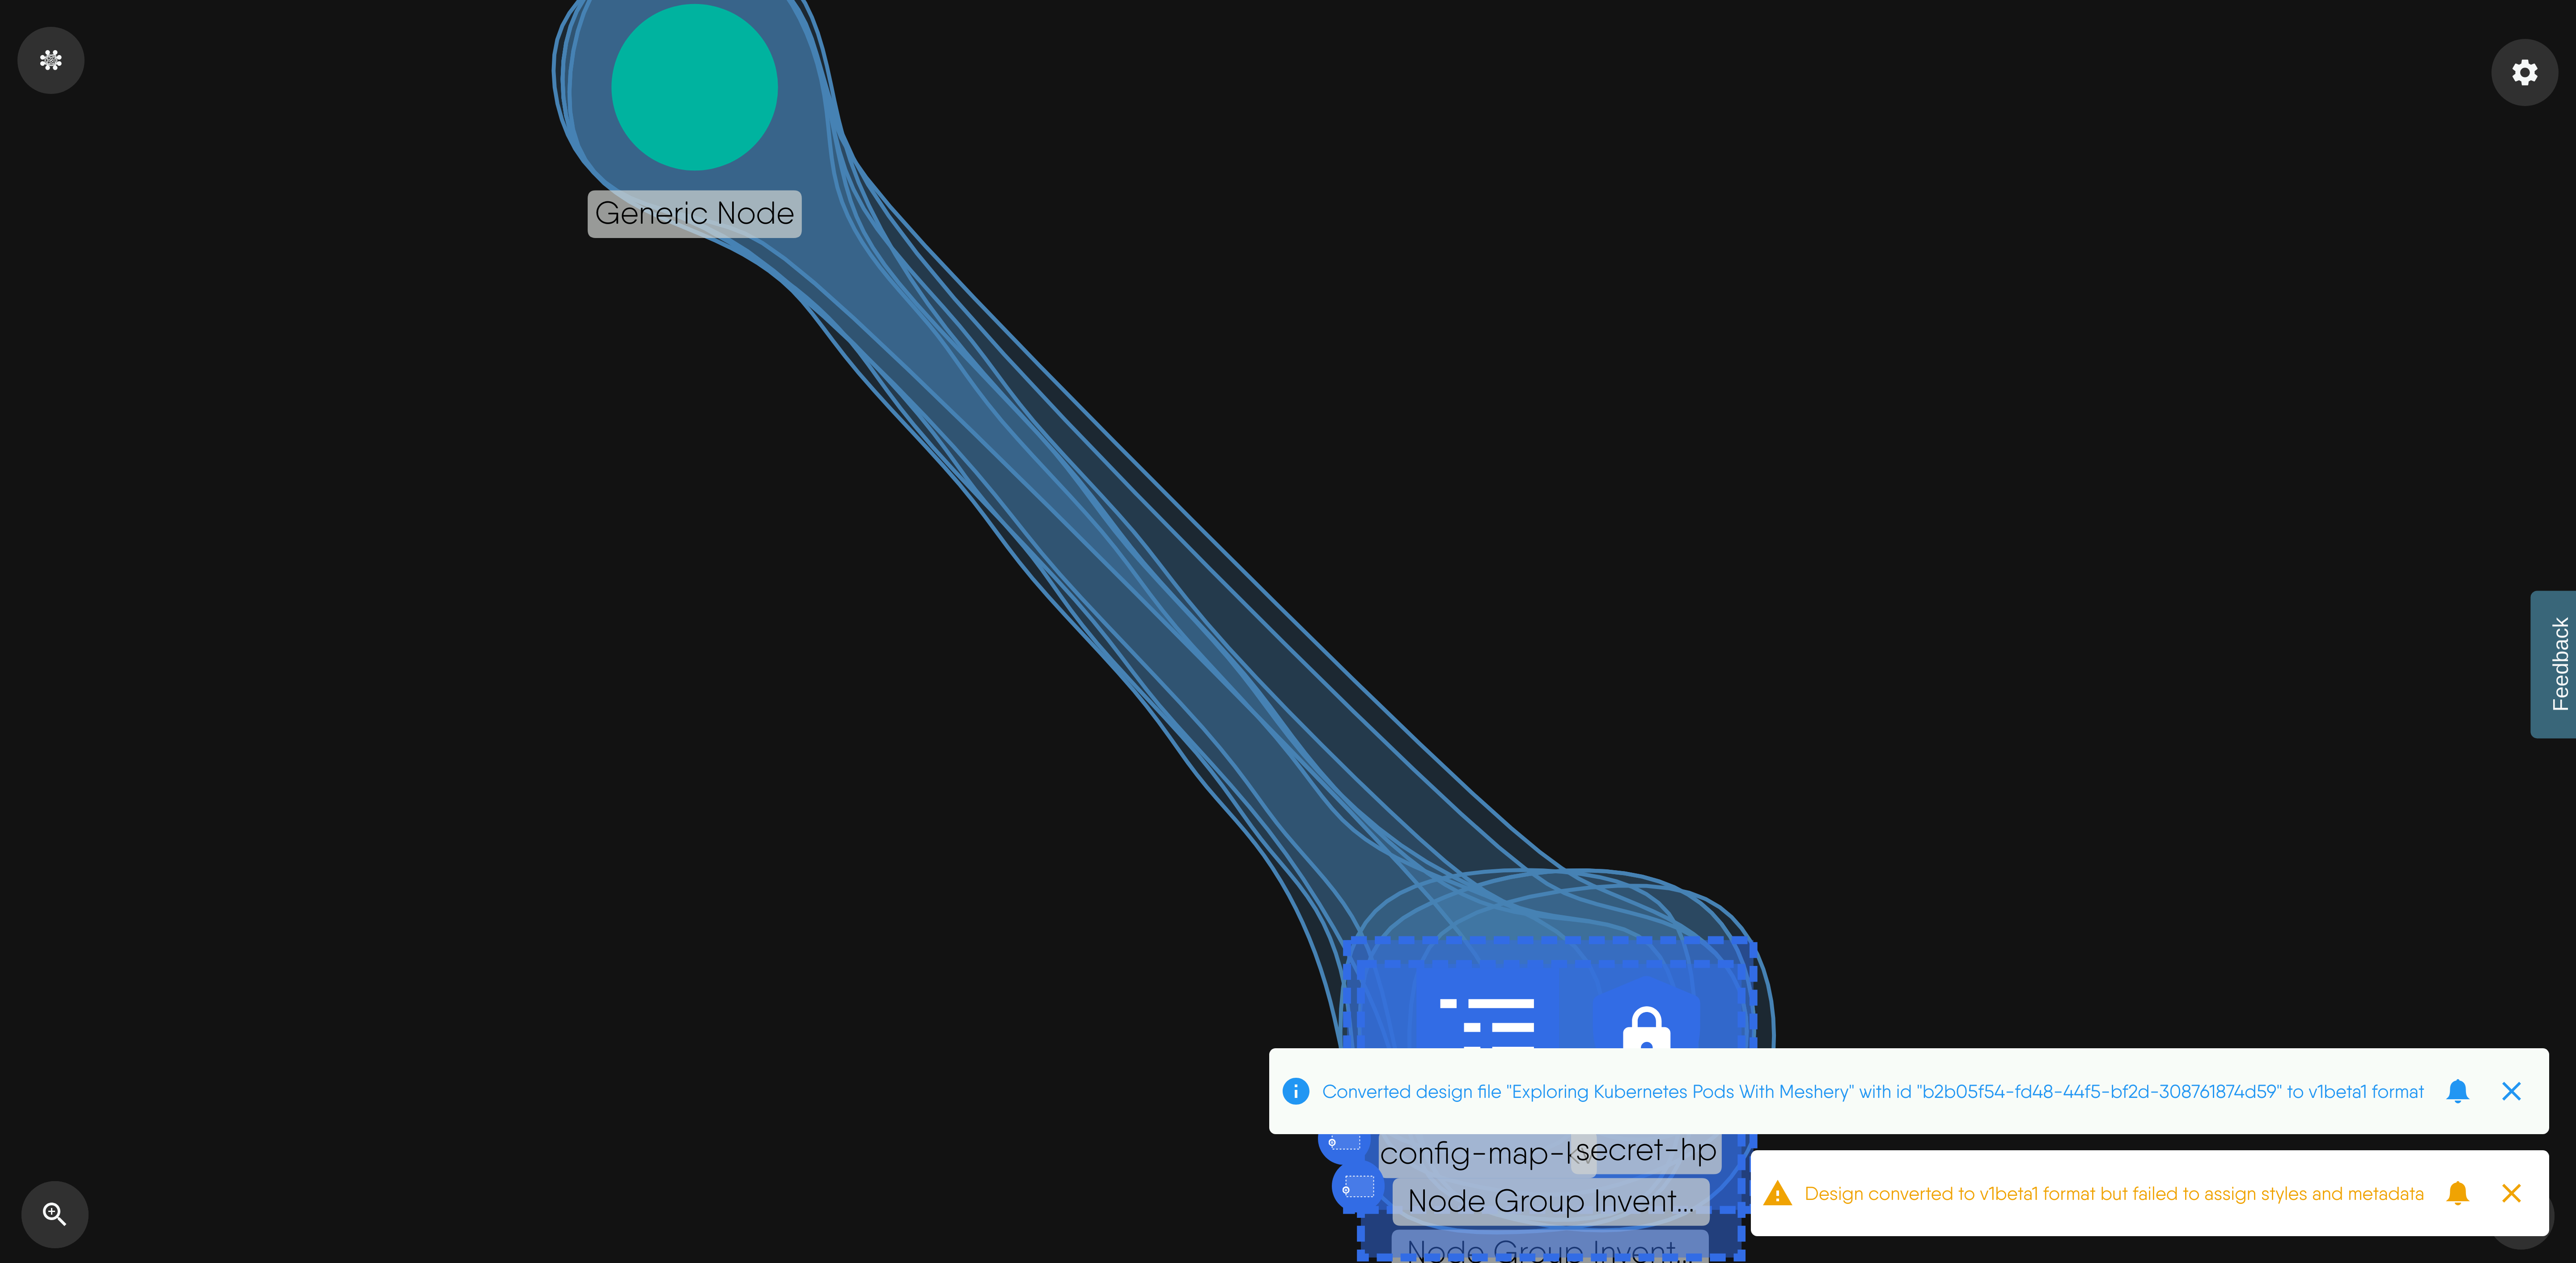 Generic Node
Feedback
Converted design file "Exploring Kubernetes Pods With Meshery" with id "b2b05f54-fd48-44f5-bf2d-308761874d59" to v1beta1 format
config-map-k
secret-hp
Design converted to v1beta1 format but failed to assign styles and metadata
Node Group Invent...
Node Group Invent...